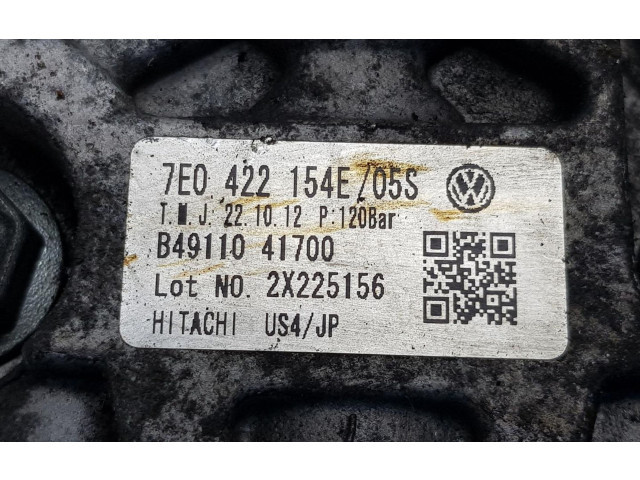 7E0 422 154E/05S
T.M.J: 22.10.12 P:120Bar
B49110 41700
Lot NO. 2X225156
HITACHI US4/JP